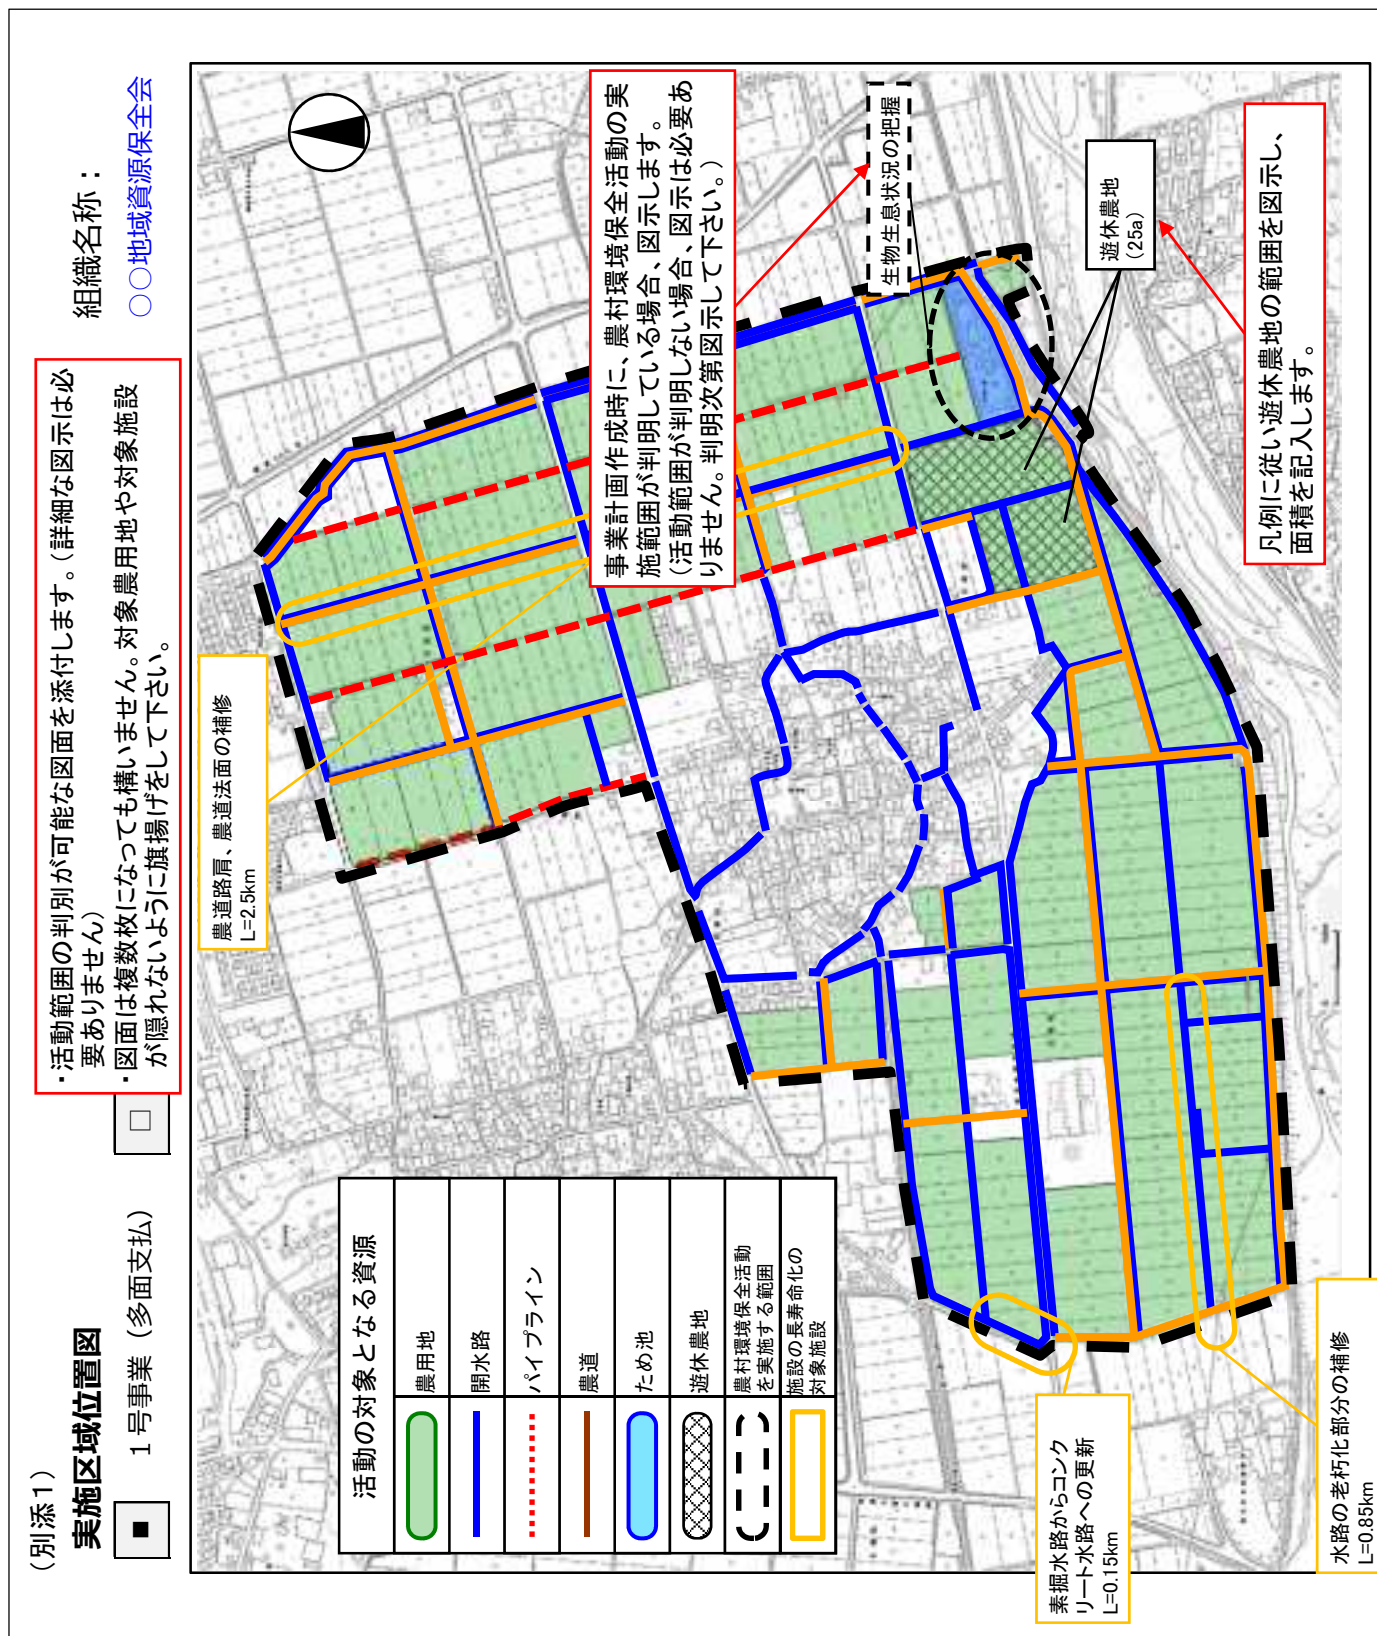 （別添１）
実施区域位置図
■
１号事業（多面支払）
□
組織名称：
○○地域資源保全会
・活動範囲の判別が可能な図面を添付します。（詳細な図示は必
要ありません）
・図面は複数枚になっても構いません。対象農用地や対象施設
が隠れないように旗揚げをして下さい。
農道路肩、農道法面の補修
L=2.5km
事業計画作成時に、農村環境保全活動の実
施範囲が判明している場合、図示します。
（活動範囲が判明しない場合、図示は必要あ
りません。判明次第図示して下さい。）
生物生息状況の把握
遊休農地
（25a）
凡例に従い遊休農地の範囲を図示し、
面積を記入します。
活動の対象となる資源
農用地
開水路
パイプライン
農道
ため池
遊休農地
農村環境保全活動
を実施する範囲
施設の長寿命化の
対象施設
素掘水路からコンク
リート水路への更新
L=0.15km
水路の老朽化部分の補修
L=0.85km